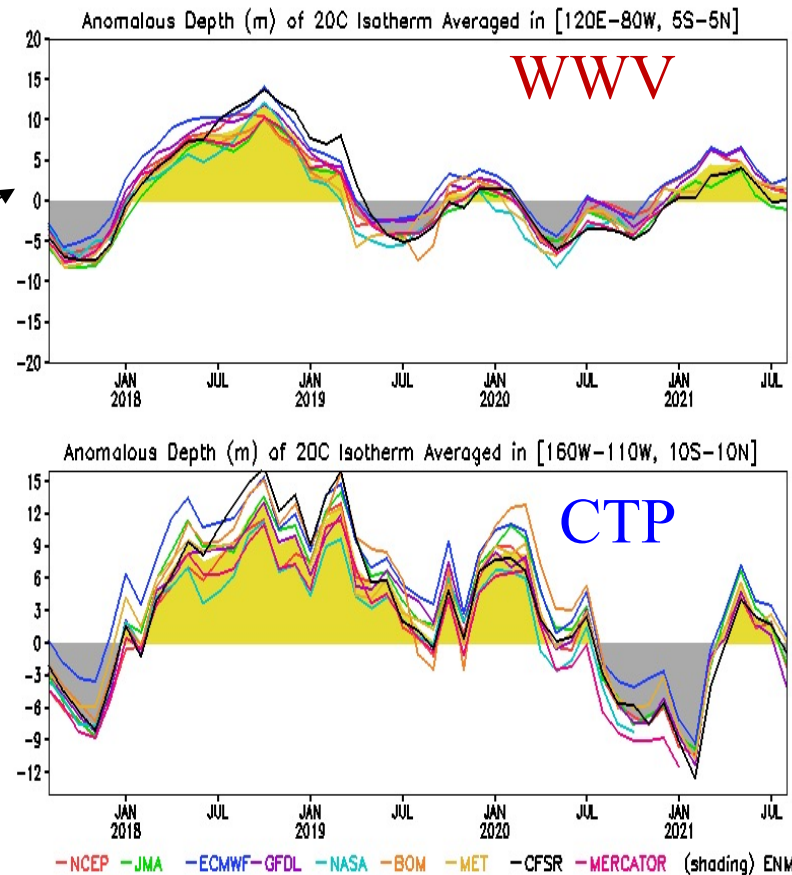 Anomalous Depth (m) of 20C Isotherm Averaged in [120E-80W, 5S-5N]
WWV
20
15
10
5
0
-5
-10
-15
-20
JAN JUL JAN JUL JAN JUL JAN JUL
2018 2019 2020 2021
Anomalous Depth (m) of 20C Isotherm Averaged in [160W-110W, 10S-10N]
CTP
15
12
9
6
3
0
-3
-6
-9
-12
JAN JUL JAN JUL JAN JUL JAN JUL
2018 2019 2020 2021
NCEP JMA ECMWF GFDL NASA BOM MET CFSR MERCATOR (shading) ENM